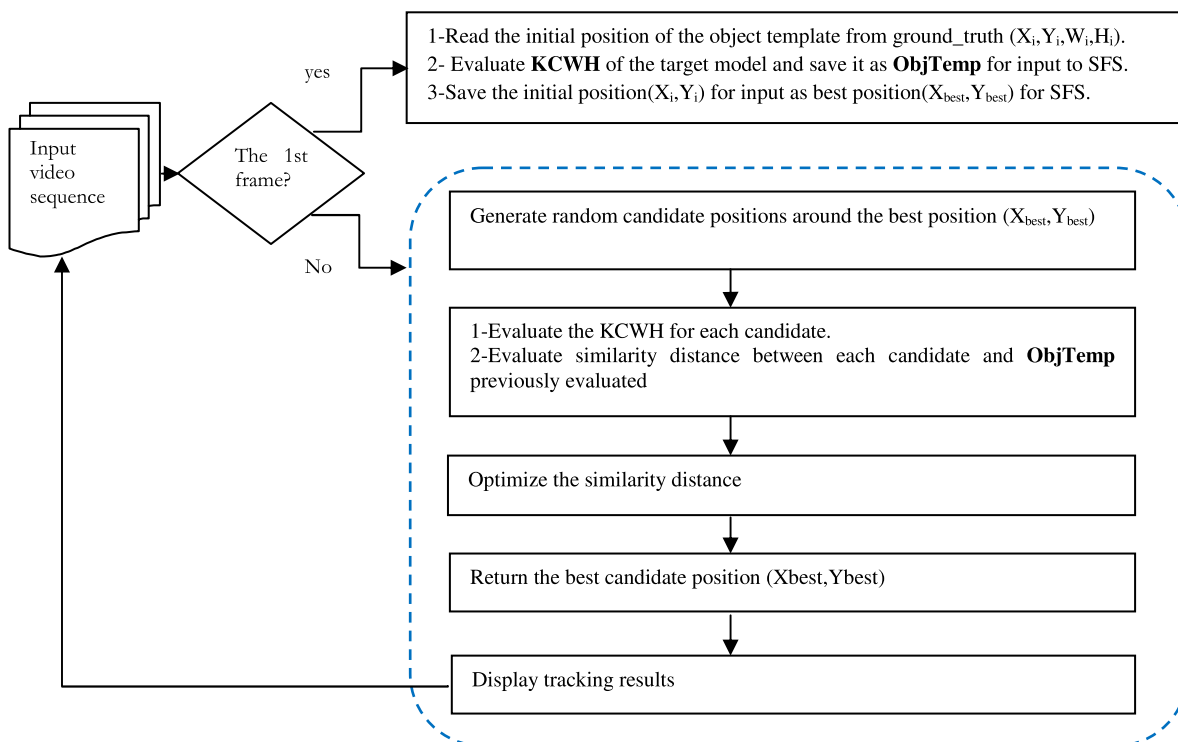 1-Read the initial position of the object template from ground_truth (Xi,Yi,Wi,Hi).
2- Evaluate KCWH of the target model and save it as ObjTemp for input to SFS.
3-Save the initial position(Xi,Yi) for input as best position(Xbest,Ybest) for SFS.
yes
Input
video
sequence
The 1st
frame?
No
Generate random candidate positions around the best position (Xbest,Ybest)
1-Evaluate the KCWH for each candidate.
2-Evaluate similarity distance between each candidate and ObjTemp
previously evaluated
Optimize the similarity distance
Return the best candidate position (Xbest,Ybest)
Display tracking results